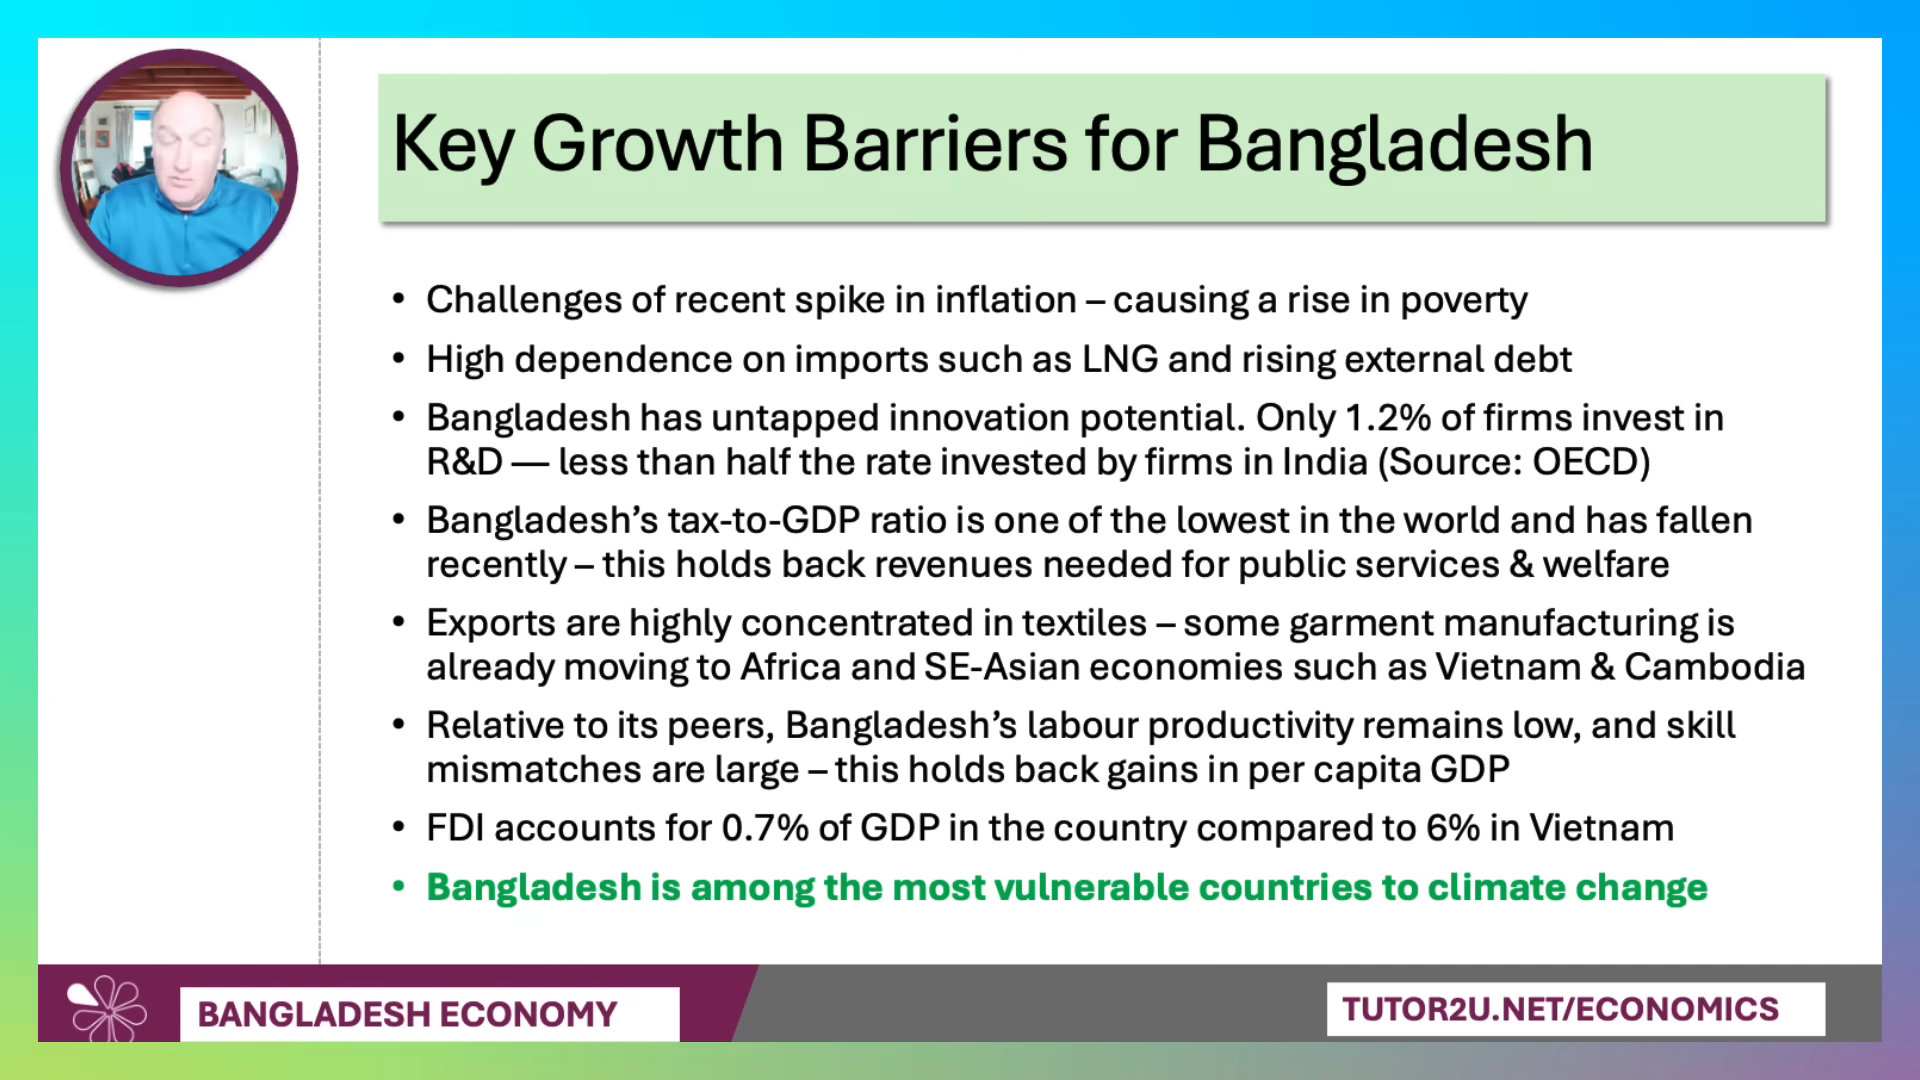 Key Growth Barriers for Bangladesh
• Challenges of recent spike in inflation – causing a rise in poverty
• High dependence on imports such as LNG and rising external debt
• Bangladesh has untapped innovation potential. Only 1.2% of firms invest in
R&D — less than half the rate invested by firms in India (Source: OECD)
• Bangladesh’s tax-to-GDP ratio is one of the lowest in the world and has fallen
recently – this holds back revenues needed for public services & welfare
• Exports are highly concentrated in textiles – some garment manufacturing is
already moving to Africa and SE-Asian economies such as Vietnam & Cambodia
• Relative to its peers, Bangladesh’s labour productivity remains low, and skill
mismatches are large – this holds back gains in per capita GDP
• FDI accounts for 0.7% of GDP in the country compared to 6% in Vietnam
• Bangladesh is among the most vulnerable countries to climate change
BANGLADESH ECONOMY
TUTOR2U.NET/ECONOMICS